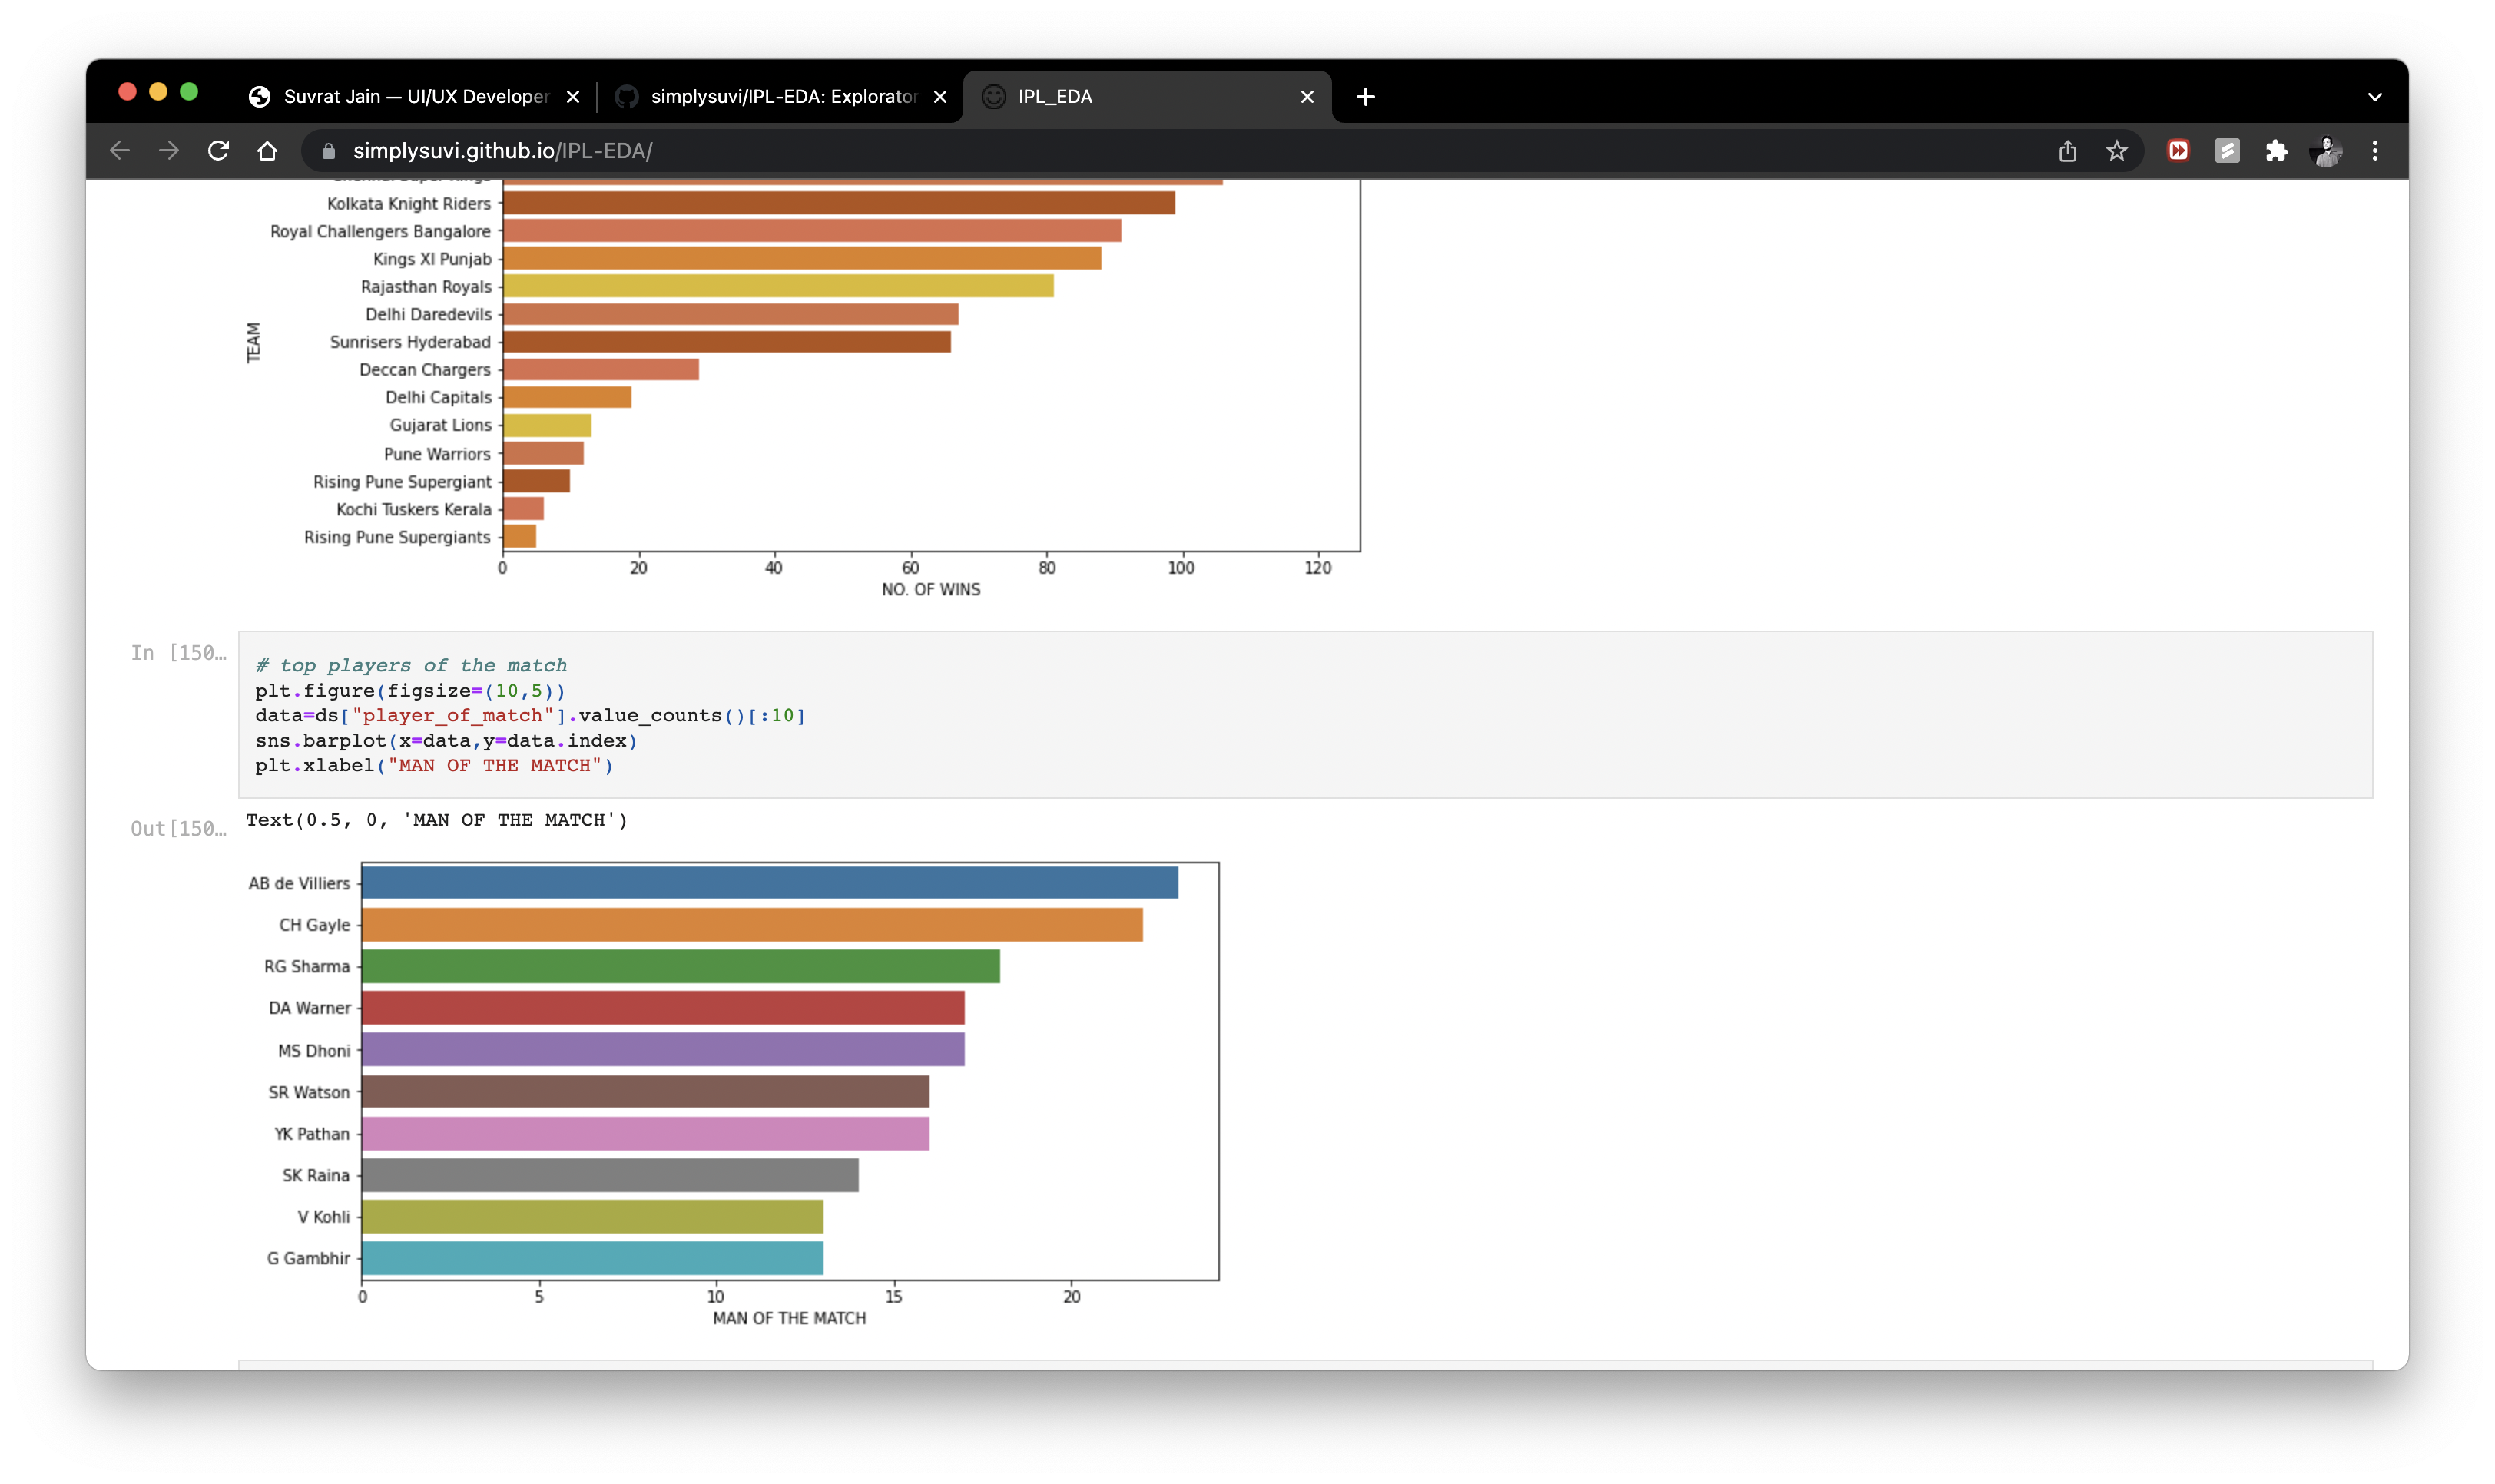 Suvrat Jain — UI/UX Developer
simplysuvi/IPL-EDA: Explorator
IPL_EDA
simplysuvi.github.io/IPL-EDA/
Kolkata Knight Riders
Royal Challengers Bangalore
Kings XI Punjab
Rajasthan Royals
Delhi Daredevils
Sunrisers Hyderabad
Deccan Chargers
Delhi Capitals
Gujarat Lions
Pune Warriors
Rising Pune Supergiant
Kochi Tuskers Kerala
Rising Pune Supergiants
TEAM
0 20 40 60 80 100 120
NO. OF WINS
In [150…
# top players of the match
plt.figure(figsize=(10,5))
data=ds["player_of_match"].value_counts()[:10]
sns.barplot(x=data,y=data.index)
plt.xlabel("MAN OF THE MATCH")
Out[150…
Text(0.5, 0, 'MAN OF THE MATCH')
AB de Villiers
CH Gayle
RG Sharma
DA Warner
MS Dhoni
SR Watson
YK Pathan
SK Raina
V Kohli
G Gambhir
0 5 10 15 20
MAN OF THE MATCH